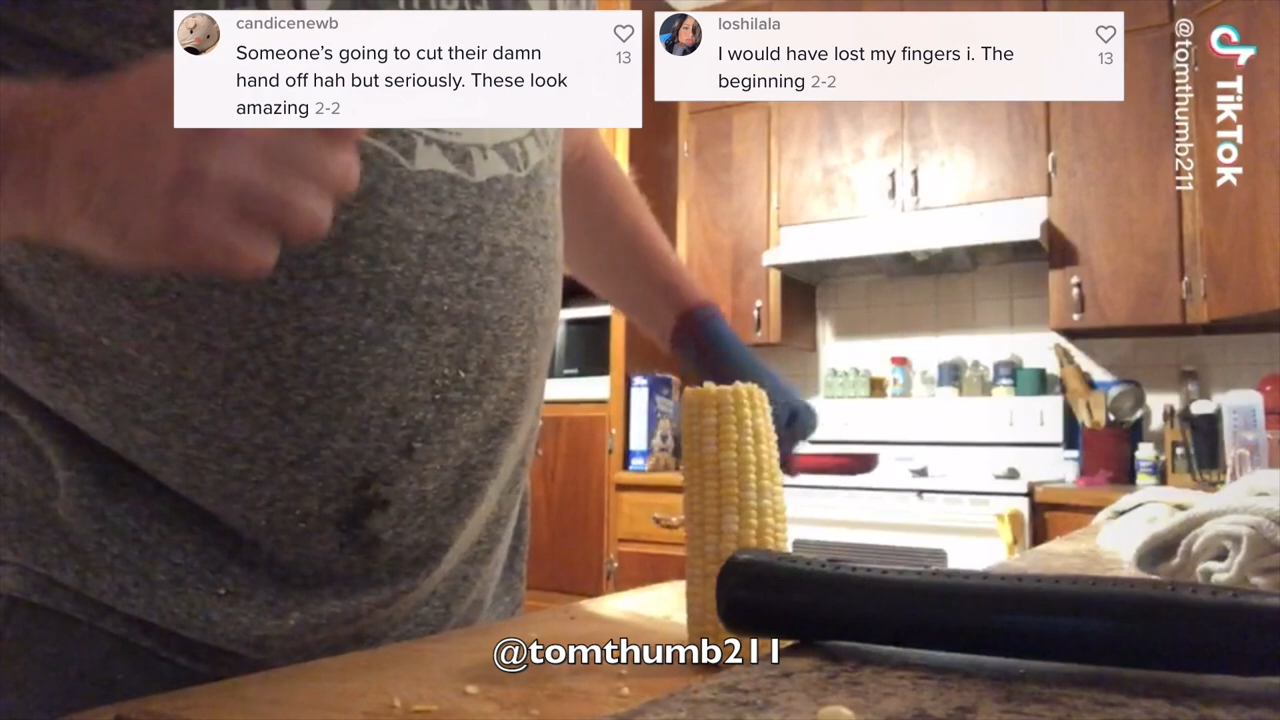 candicenewb
Someone's going to cut their damn
hand off hah but seriously. These look
amazing 2-2
13
loshilala
I would have lost my fingers i. The
beginning 2-2
13
TikTok
@tomthumb211
@tomthumb211